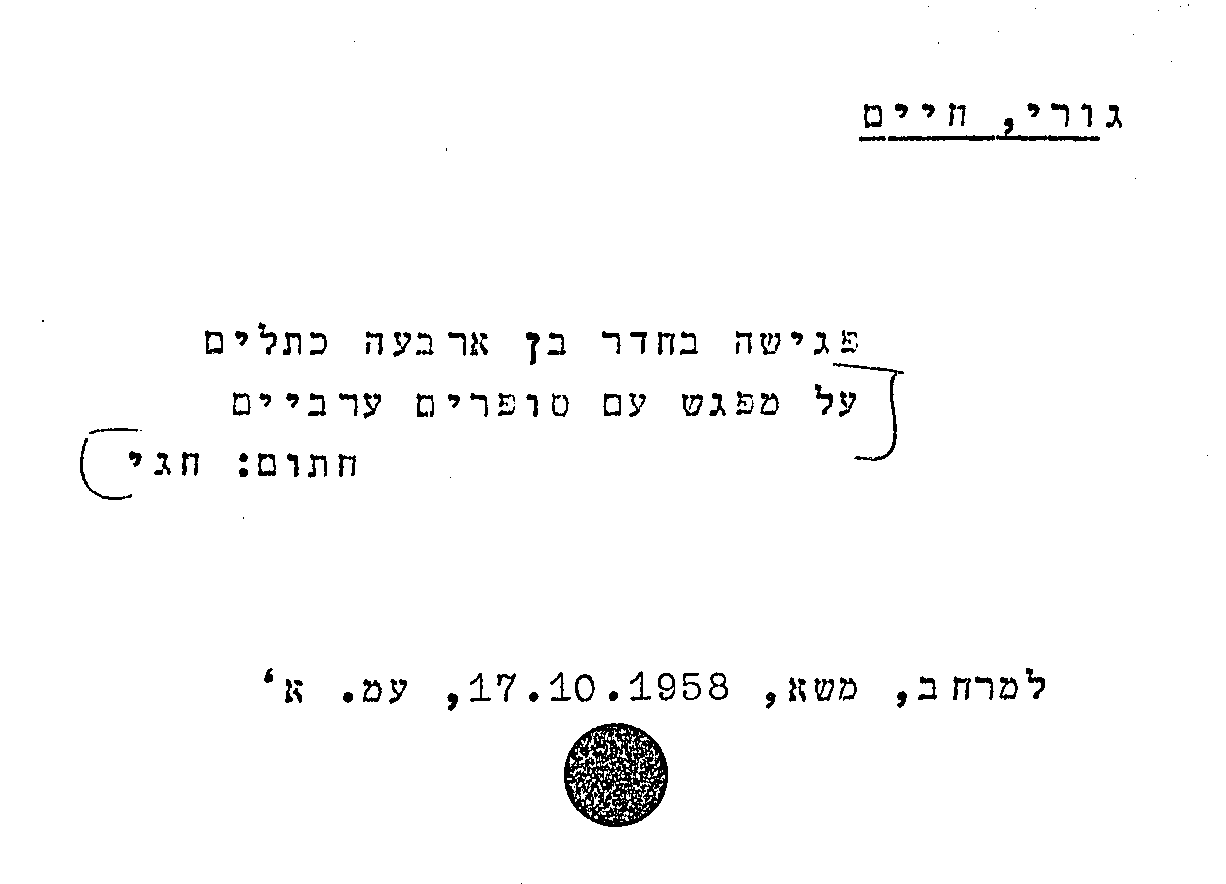 גורי, חיים
פגישה בחדר בן ארבעה כתלים
[על מפגש עם סופרים ערביים
חתום: חגי]
למרחב, משא, 17.10.1958, עמ. א'